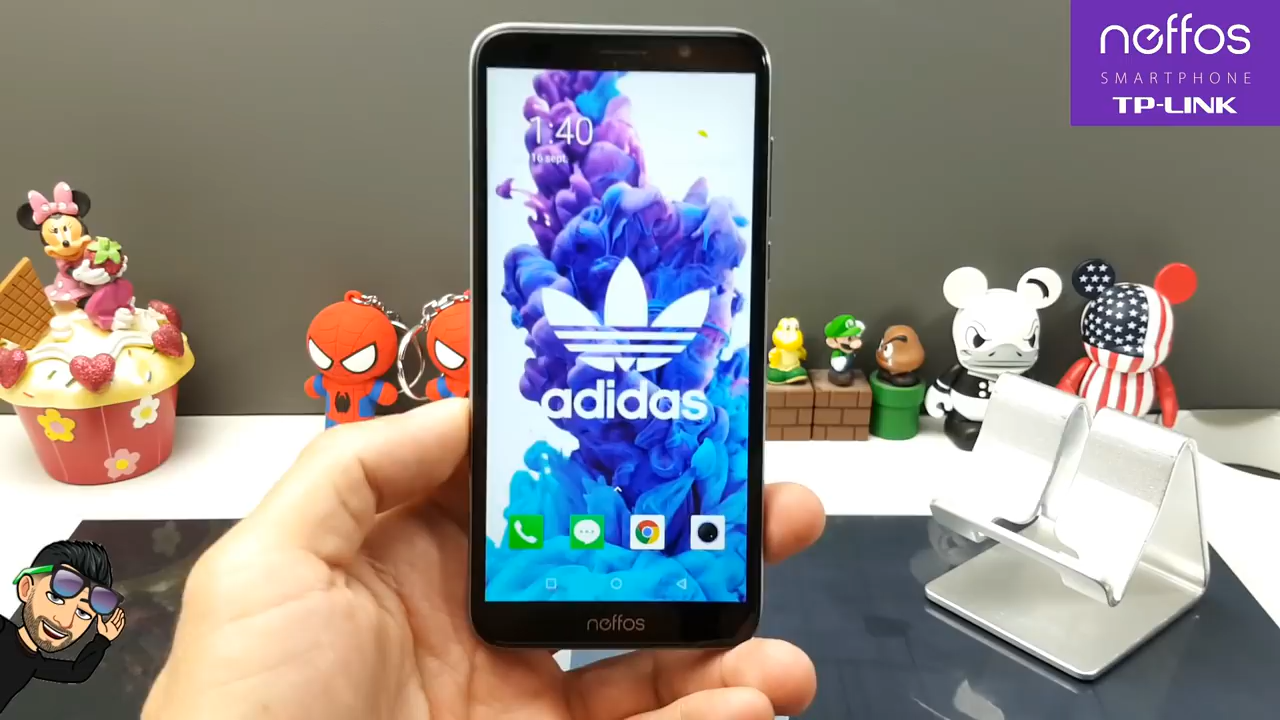 neffos
SMARTPHONE
TP-LINK
1:40
16 sept.
adidas
neffos